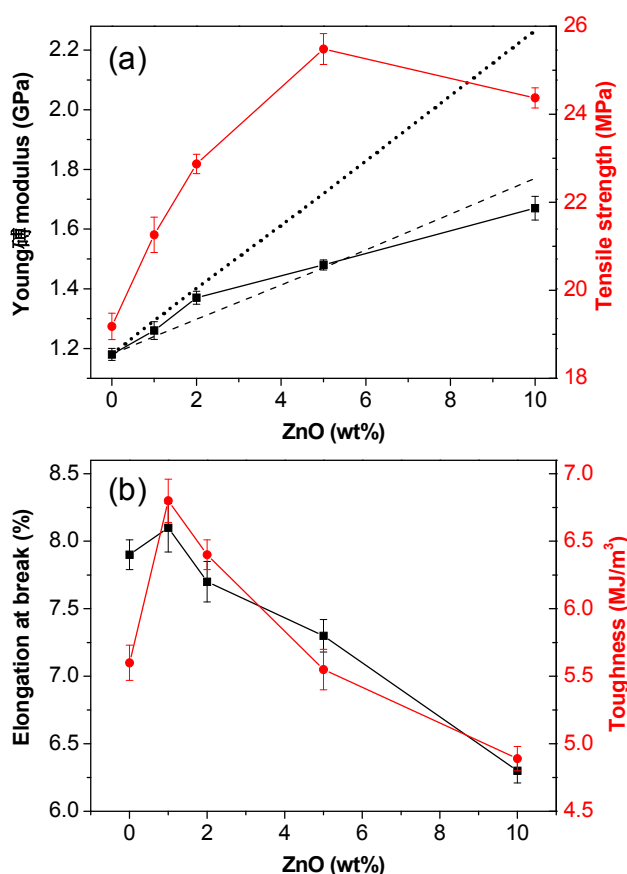 (a)
Young礴 modulus (GPa)
2.2
2.0
1.8
1.6
1.4
1.2
26
24
22
20
18
Tensile strength (MPa)
0 2 4 6 8 10
ZnO (wt%)
(b)
Elongation at break (%)
8.5
8.0
7.5
7.0
6.5
6.0
7.0
6.5
6.0
5.5
5.0
4.5
Toughness (MJ/m³)
0 2 4 6 8 10
ZnO (wt%)